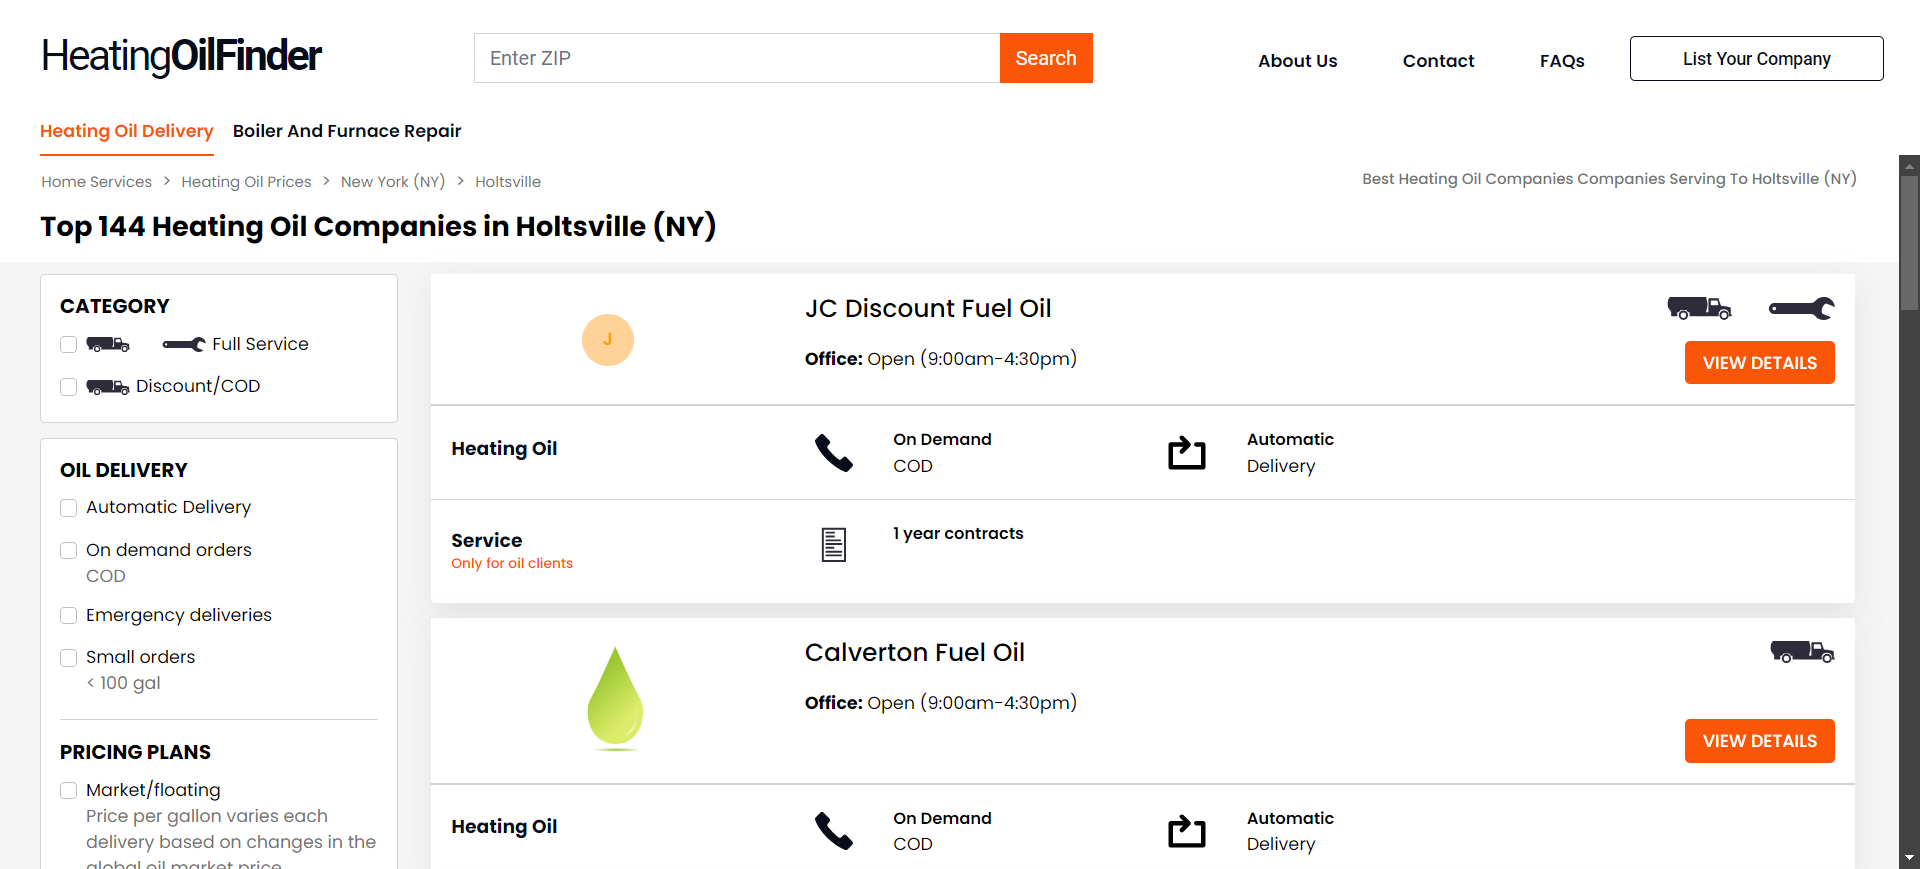 HeatingOilFinder
Enter ZIP
Search
About Us
Contact
FAQs
List Your Company
Heating Oil Delivery
Boiler And Furnace Repair
Home Services > Heating Oil Prices > New York (NY) > Holtsville
Best Heating Oil Companies Companies Serving To Holtsville (NY)
Top 144 Heating Oil Companies in Holtsville (NY)
CATEGORY
Full Service
Discount/COD
OIL DELIVERY
Automatic Delivery
On demand orders
COD
Emergency deliveries
Small orders
< 100 gal
PRICING PLANS
Market/floating
Price per gallon varies each
delivery based on changes in the
global oil market price.
J
JC Discount Fuel Oil
Office: Open (9:00am-4:30pm)
VIEW DETAILS
Heating Oil
On Demand
COD
Automatic
Delivery
Service
Only for oil clients
1 year contracts
Calverton Fuel Oil
Office: Open (9:00am-4:30pm)
VIEW DETAILS
Heating Oil
On Demand
COD
Automatic
Delivery